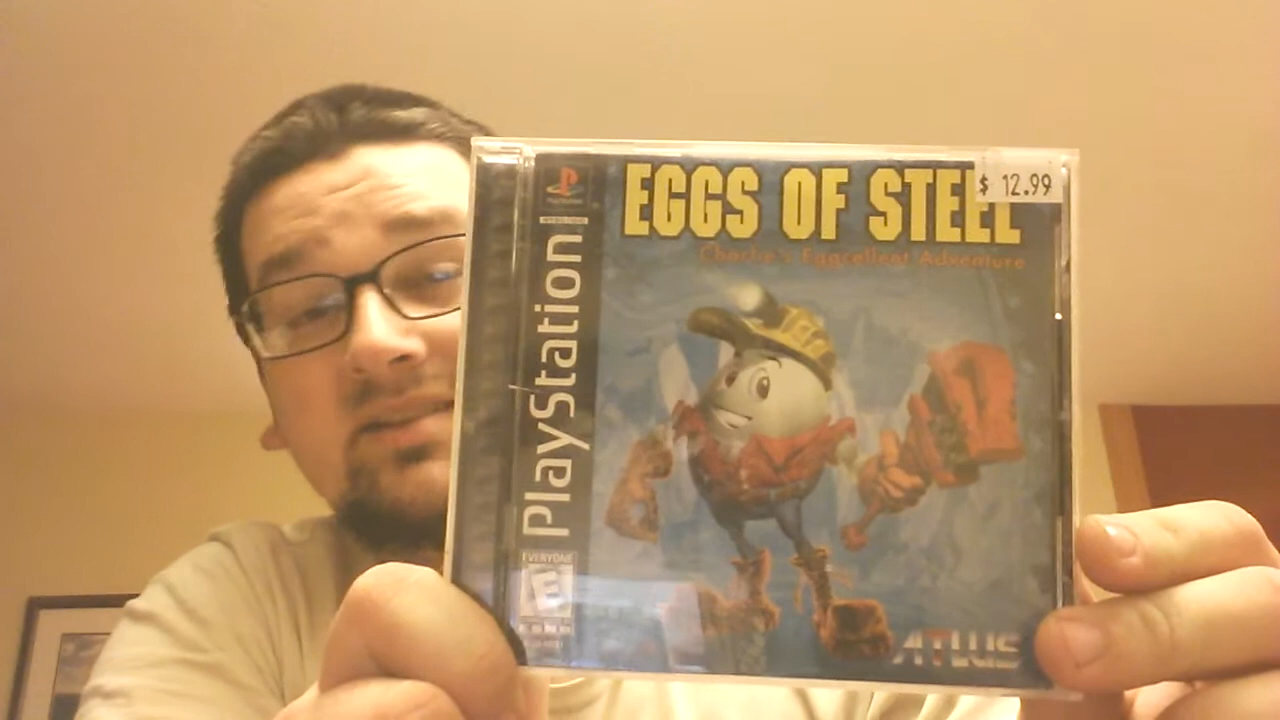 EGGS OF STEEL
$ 12.99
Charlie's Eggcellent Adventure
PlayStation
EVERYONE
E
ATLUS